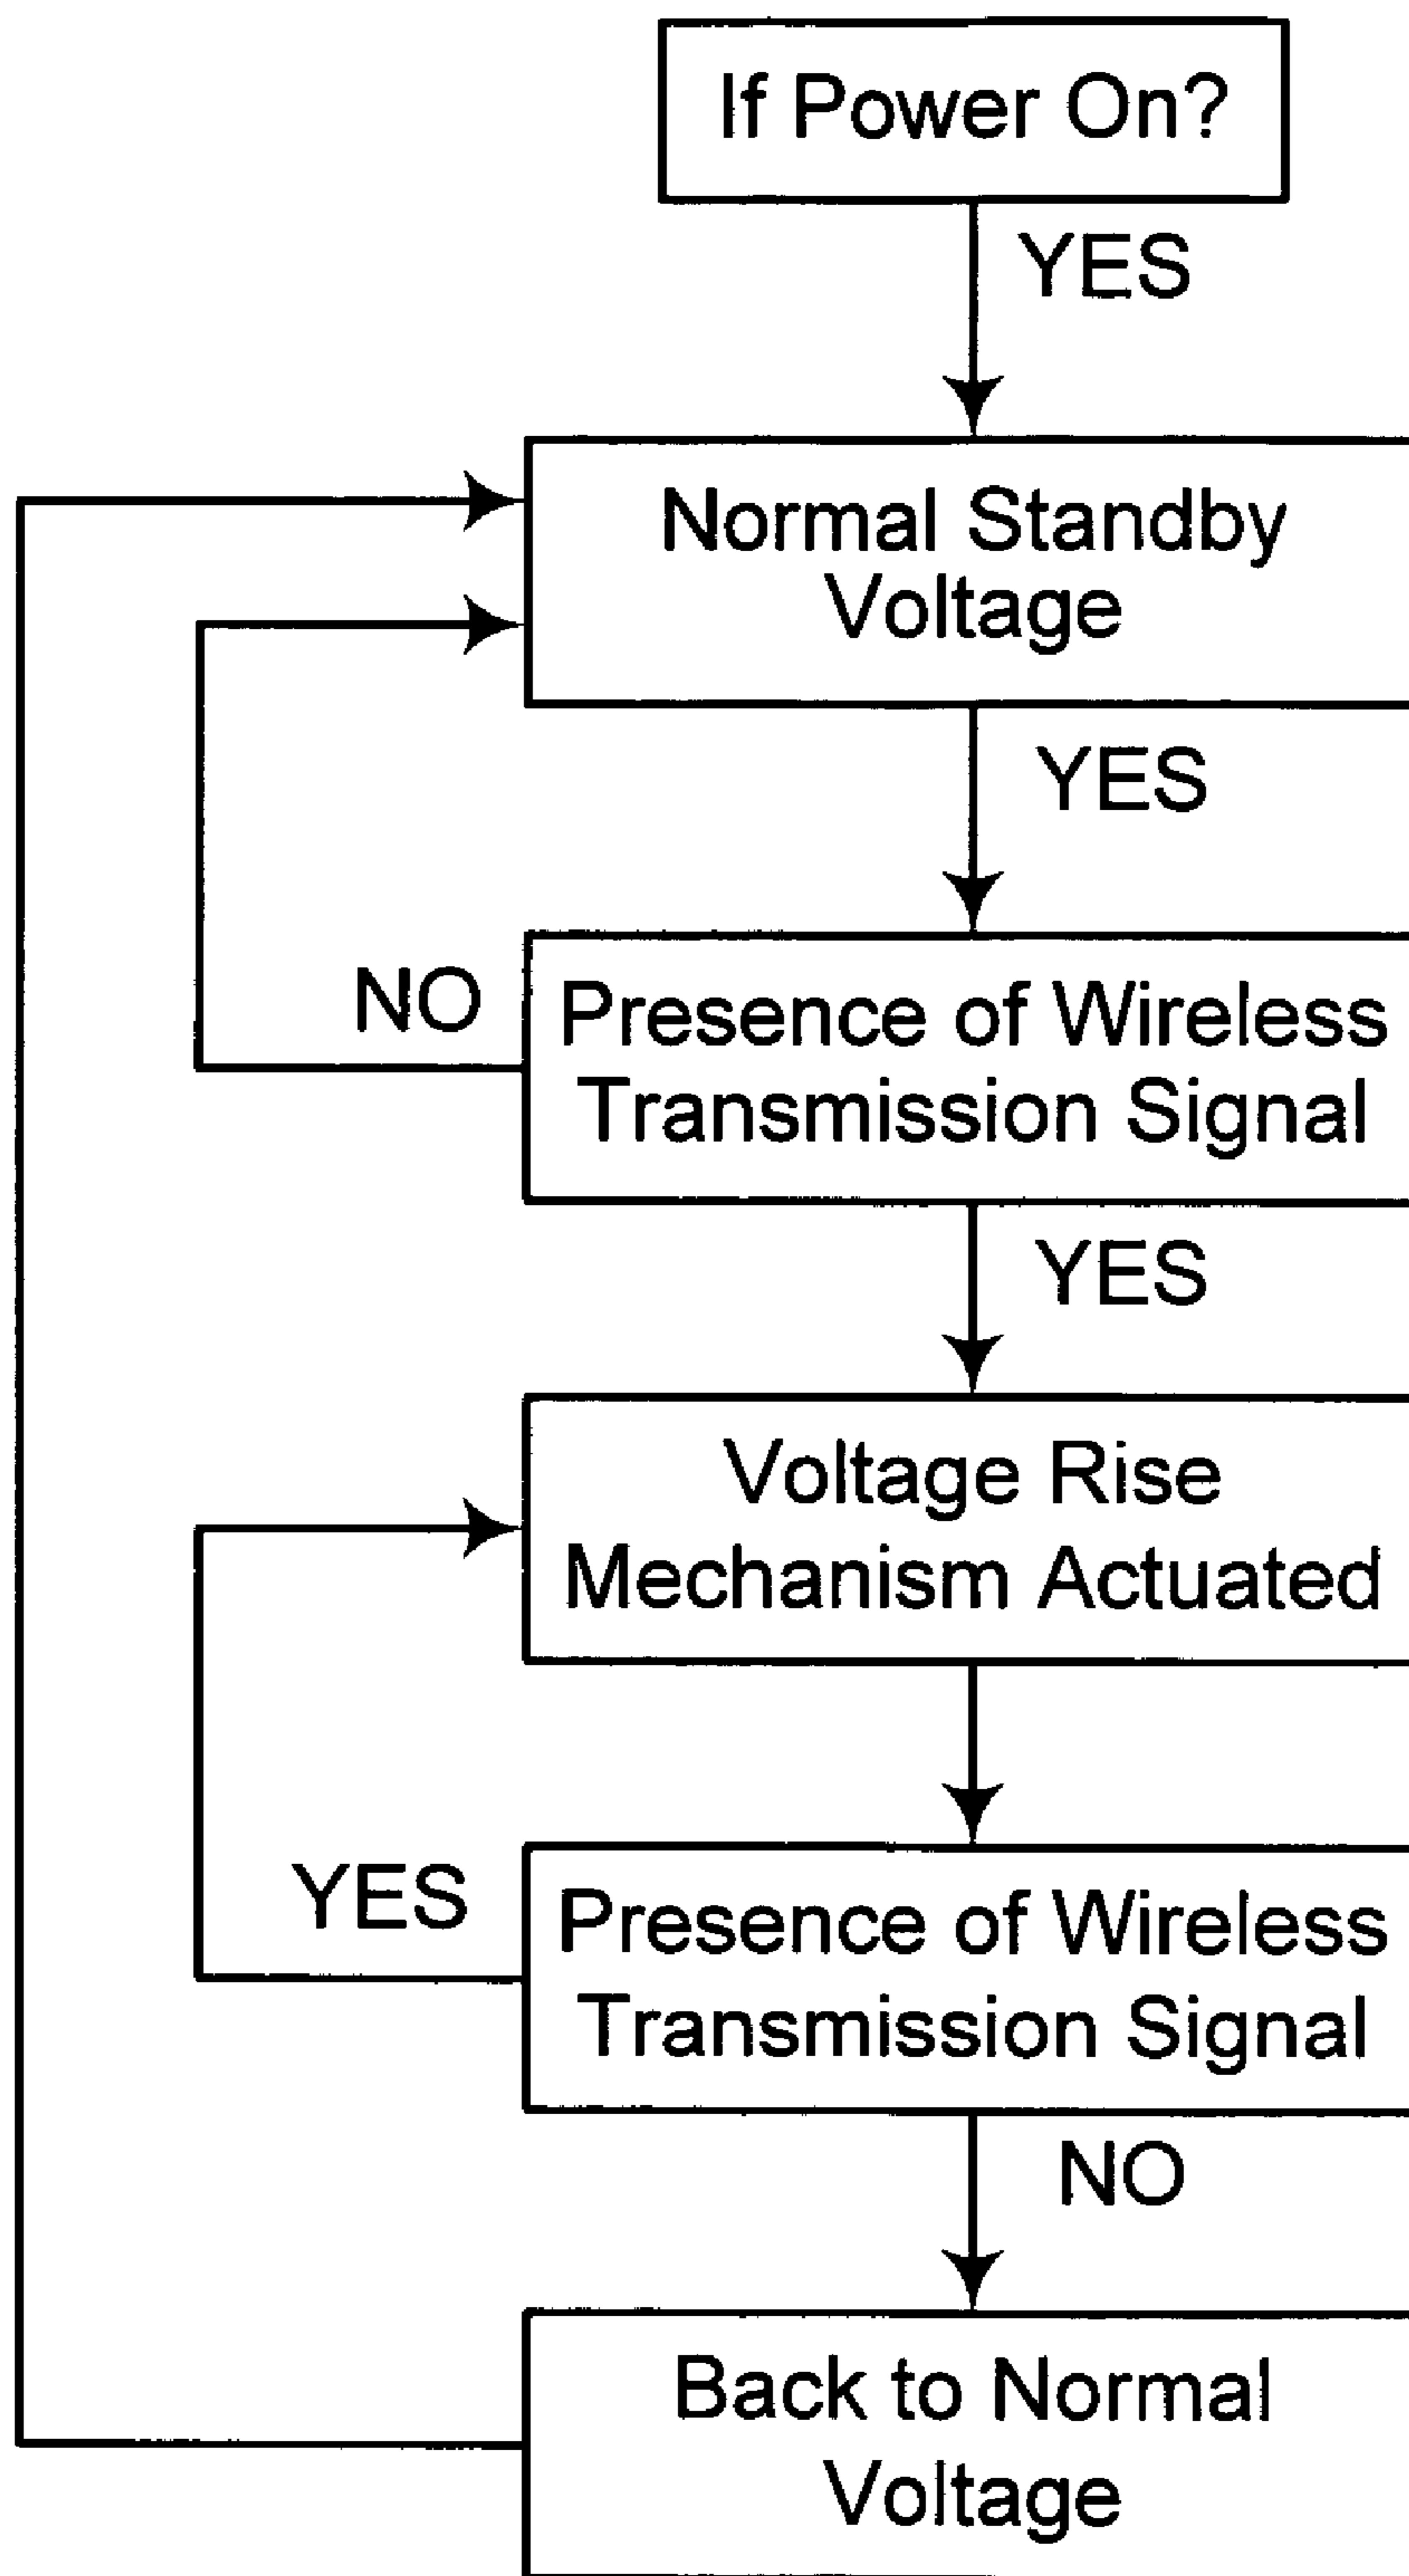 If Power On?
YES
Normal Standby
Voltage
YES
NO
Presence of Wireless
Transmission Signal
YES
Voltage Rise
Mechanism Actuated
YES
Presence of Wireless
Transmission Signal
NO
Back to Normal
Voltage